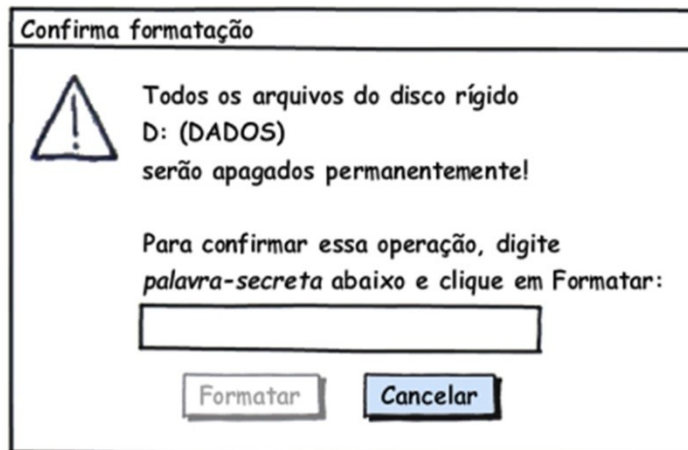 Confirma formatação
Todos os arquivos do disco rígido
D: (DADOS)
serão apagados permanentemente!
Para confirmar essa operação, digite
palavra-secreta abaixo e clique em Formatar:
Formatar Cancelar